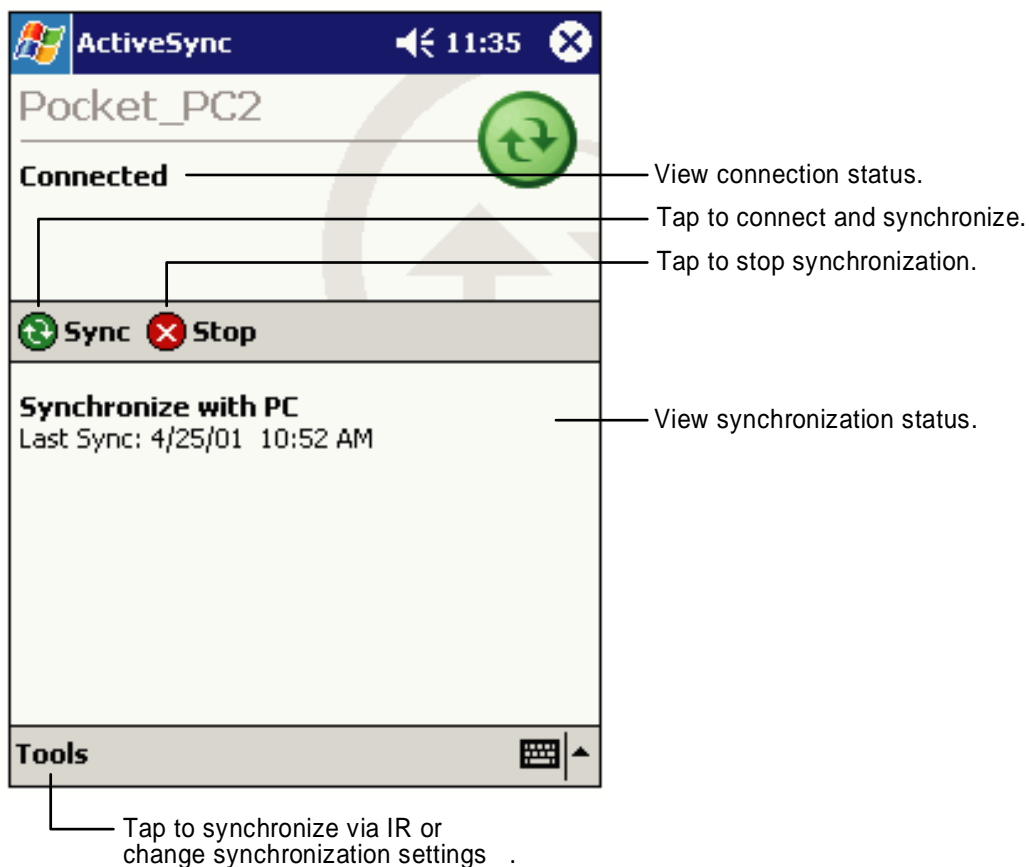 ActiveSync 11:35
Pocket_PC2
Connected
View connection status.
Tap to connect and synchronize.
Tap to stop synchronization.
Sync Stop
Synchronize with PC
Last Sync: 4/25/01 10:52 AM
View synchronization status.
Tools
Tap to synchronize via IR or
change synchronization settings .